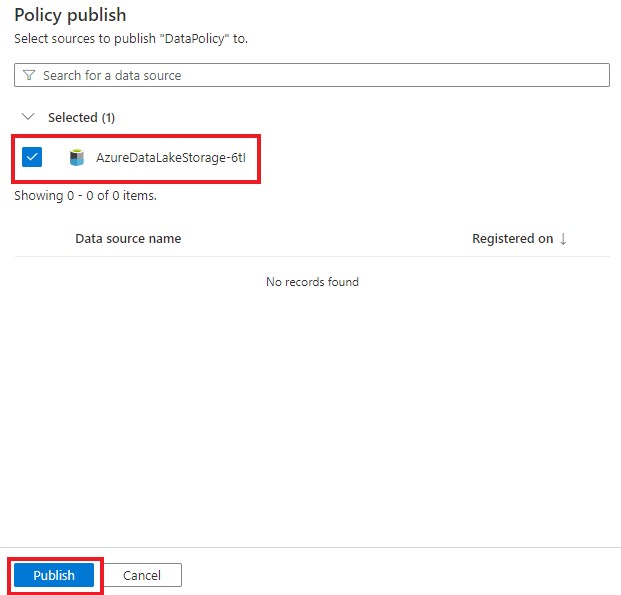 Policy publish
Select sources to publish "DataPolicy" to.
Search for a data source
Selected (1)
AzureDataLakeStorage-6tI
Showing 0 - 0 of 0 items.
Data source name Registered on ↓
No records found
Publish Cancel